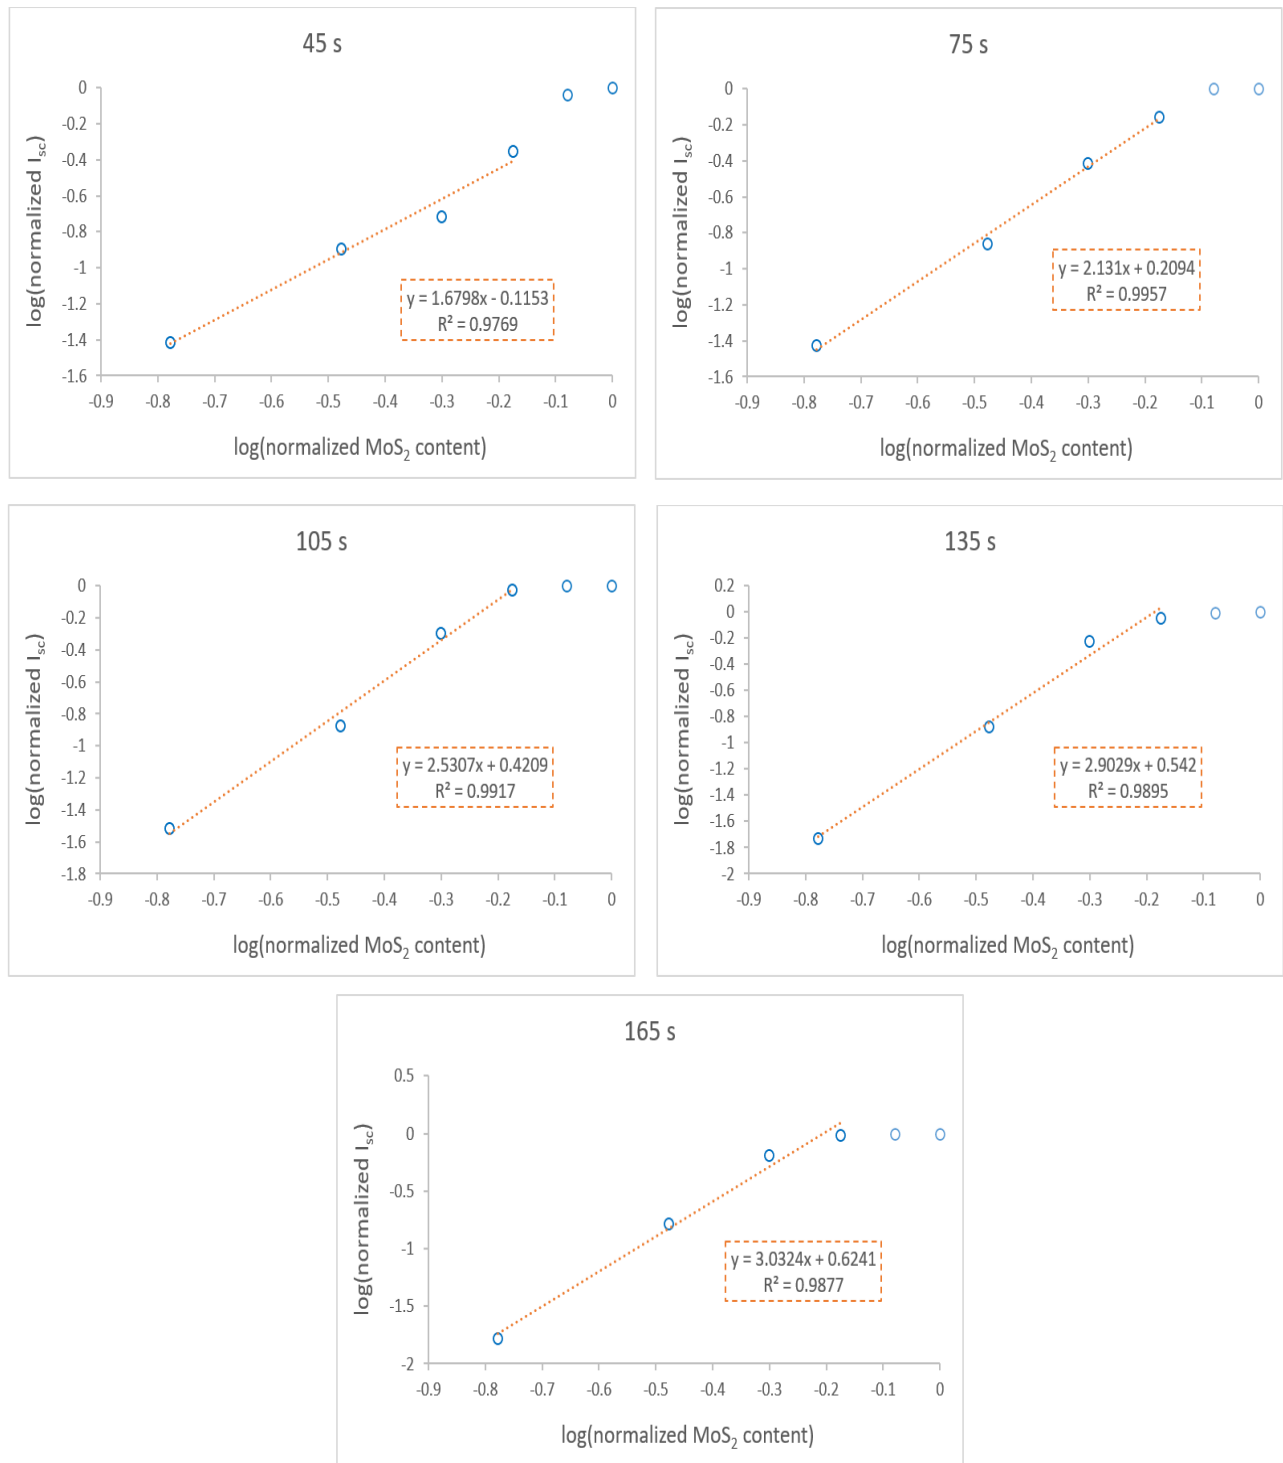 45 s
0
-0.2
-0.4
-0.6
-0.8
-1
-1.2
-1.4
-1.6
log(normalized Isc)
y = 1.6798x - 0.1153
R² = 0.9769
-0.9 -0.8 -0.7 -0.6 -0.5 -0.4 -0.3 -0.2 -0.1 0
log(normalized MoS2 content)
75 s
0
-0.2
-0.4
-0.6
-0.8
-1
-1.2
-1.4
-1.6
log(normalized Isc)
y = 2.131x + 0.2094
R² = 0.9957
-0.9 -0.8 -0.7 -0.6 -0.5 -0.4 -0.3 -0.2 -0.1 0
log(normalized MoS2 content)
105 s
0
-0.2
-0.4
-0.6
-0.8
-1
-1.2
-1.4
-1.6
-1.8
log(normalized Isc)
y = 2.5307x + 0.4209
R² = 0.9917
-0.9 -0.8 -0.7 -0.6 -0.5 -0.4 -0.3 -0.2 -0.1 0
log(normalized MoS2 content)
135 s
0.2
0
-0.2
-0.4
-0.6
-0.8
-1
-1.2
-1.4
-1.6
-1.8
-2
log(normalized Isc)
y = 2.9029x + 0.542
R² = 0.9895
-0.9 -0.8 -0.7 -0.6 -0.5 -0.4 -0.3 -0.2 -0.1 0
log(normalized MoS2 content)
165 s
0.5
0
-0.5
-1
-1.5
-2
log(normalized Isc)
y = 3.0324x + 0.6241
R² = 0.9877
-0.9 -0.8 -0.7 -0.6 -0.5 -0.4 -0.3 -0.2 -0.1 0
log(normalized MoS2 content)